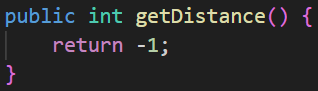 public int getDistance() {
    return -1;
}